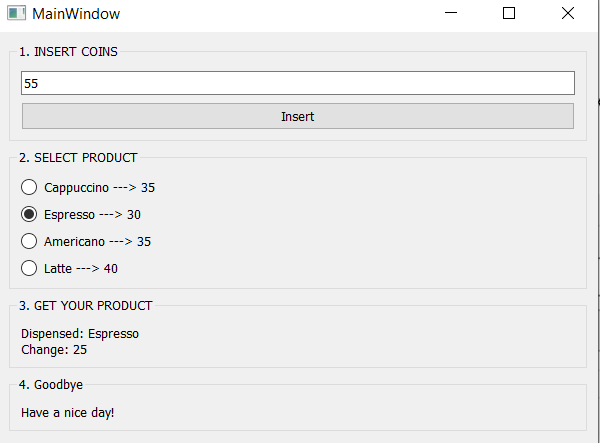 MainWindow
1. INSERT COINS
55
Insert
2. SELECT PRODUCT
Cappuccino ---> 35
Espresso ---> 30
Americano ---> 35
Latte ---> 40
3. GET YOUR PRODUCT
Dispensed: Espresso
Change: 25
4. Goodbye
Have a nice day!